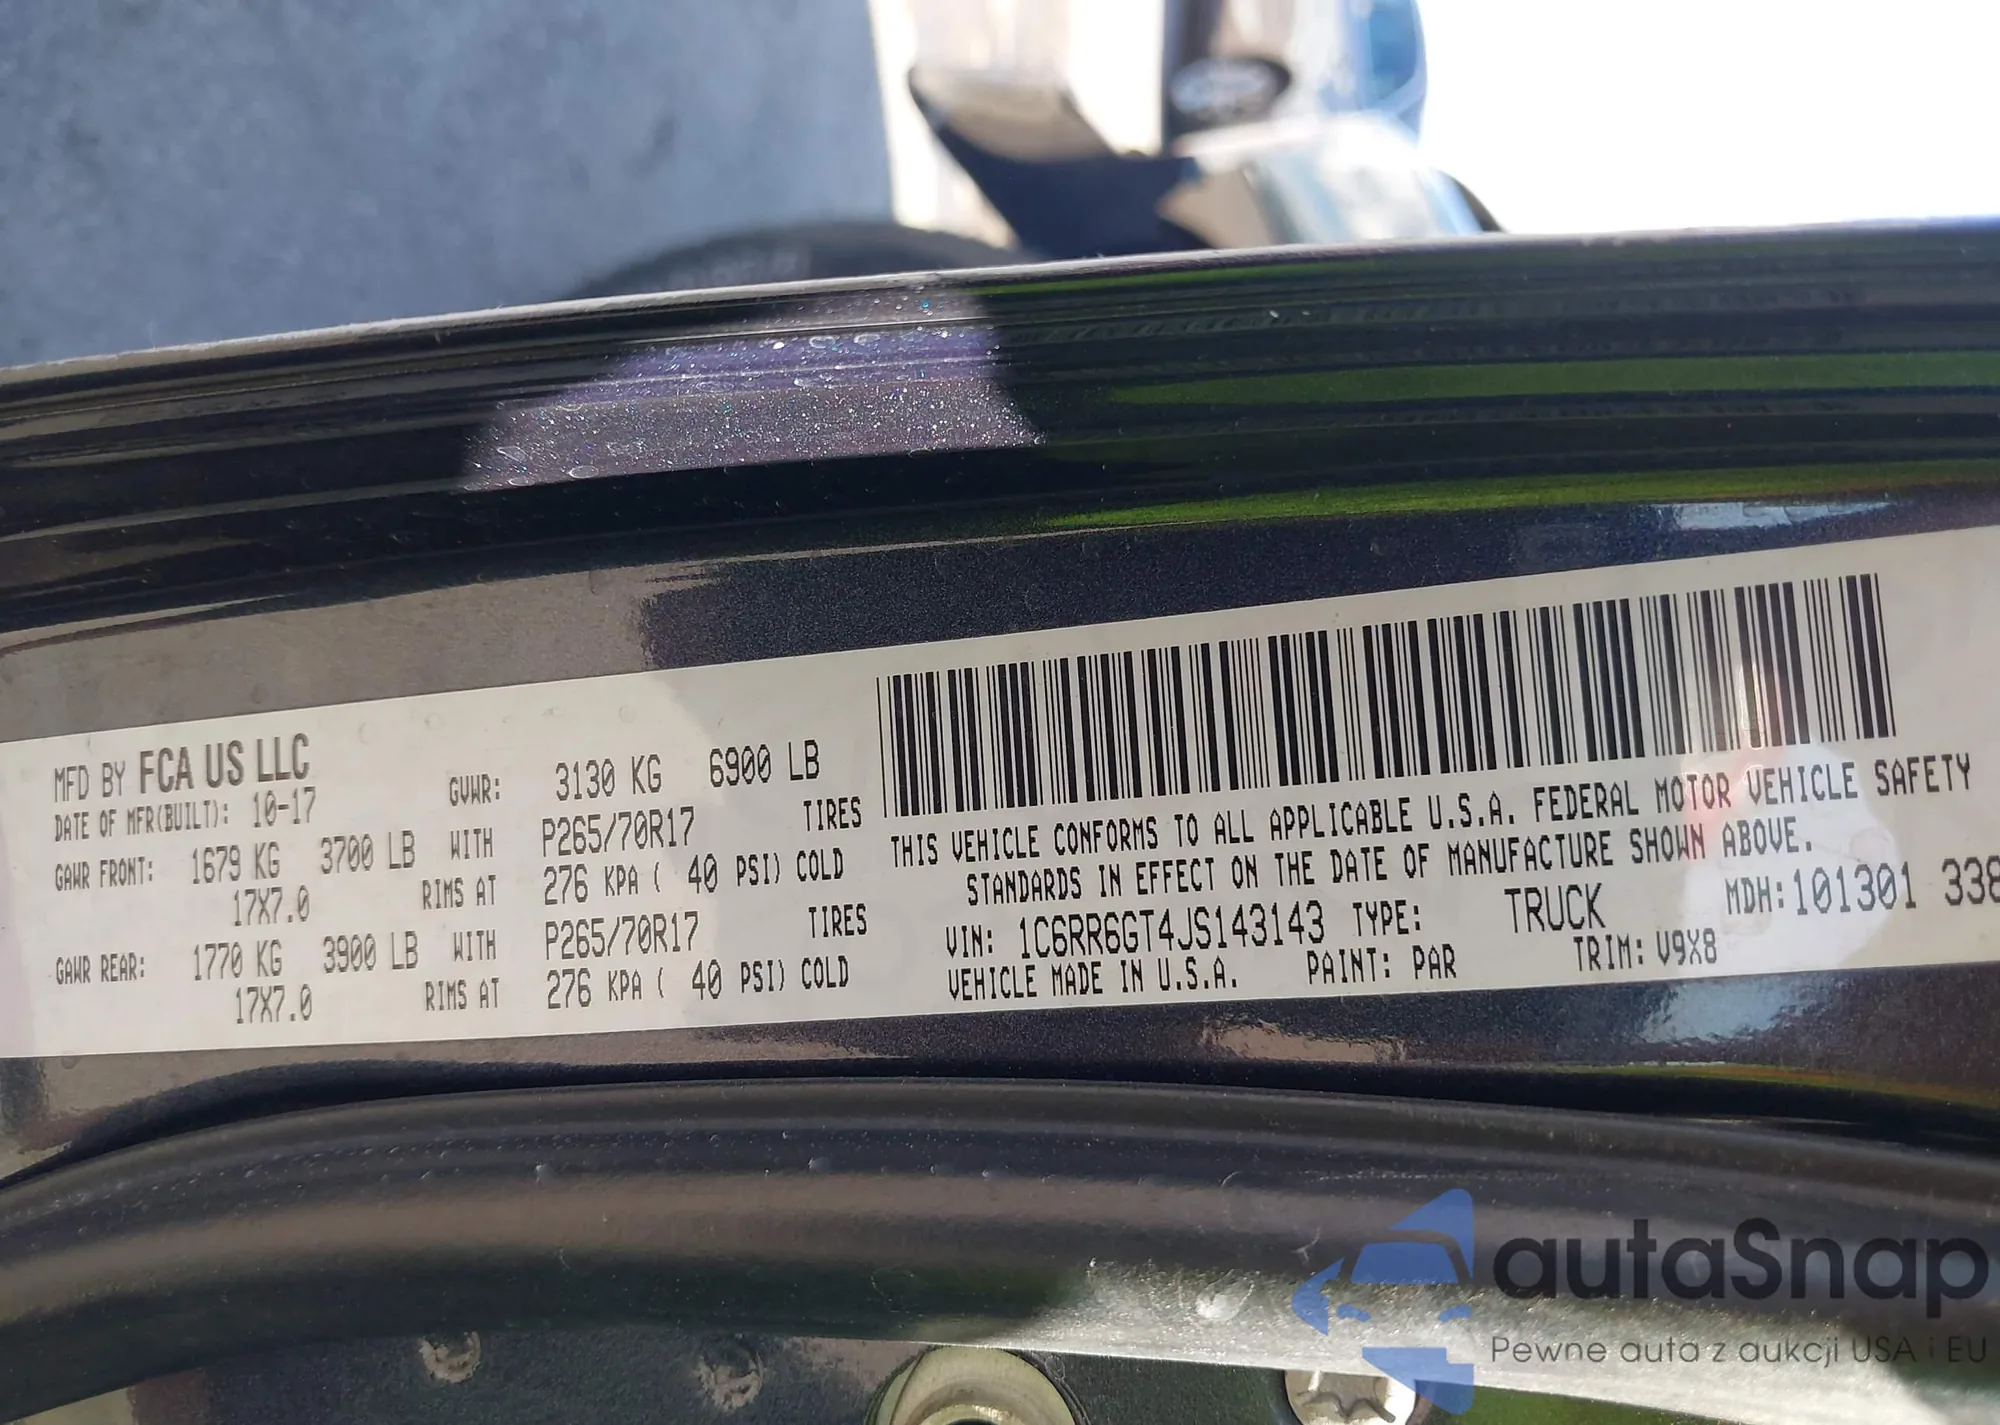 MFD BY FCA US LLC
DATE OF MFR(BUILT): 10-17
GVWR: 3130 KG 6900 LB
GAWR FRONT: 1679 KG 3700 LB WITH P265/70R17 TIRES
17X7.0 RIMS AT 276 KPA ( 40 PSI) COLD
GAWR REAR: 1770 KG 3900 LB WITH P265/70R17 TIRES
17X7.0 RIMS AT 276 KPA ( 40 PSI) COLD
THIS VEHICLE CONFORMS TO ALL APPLICABLE U.S.A. FEDERAL MOTOR VEHICLE SAFETY
STANDARDS IN EFFECT ON THE DATE OF MANUFACTURE SHOWN ABOVE.
MDH:101301 338
VIN: 1C6RR6GT4JS143143 TYPE: TRUCK
VEHICLE MADE IN U.S.A. PAINT: PAR TRIM: V9X8
autaSnap
Pewne auta z aukcji USA i EU